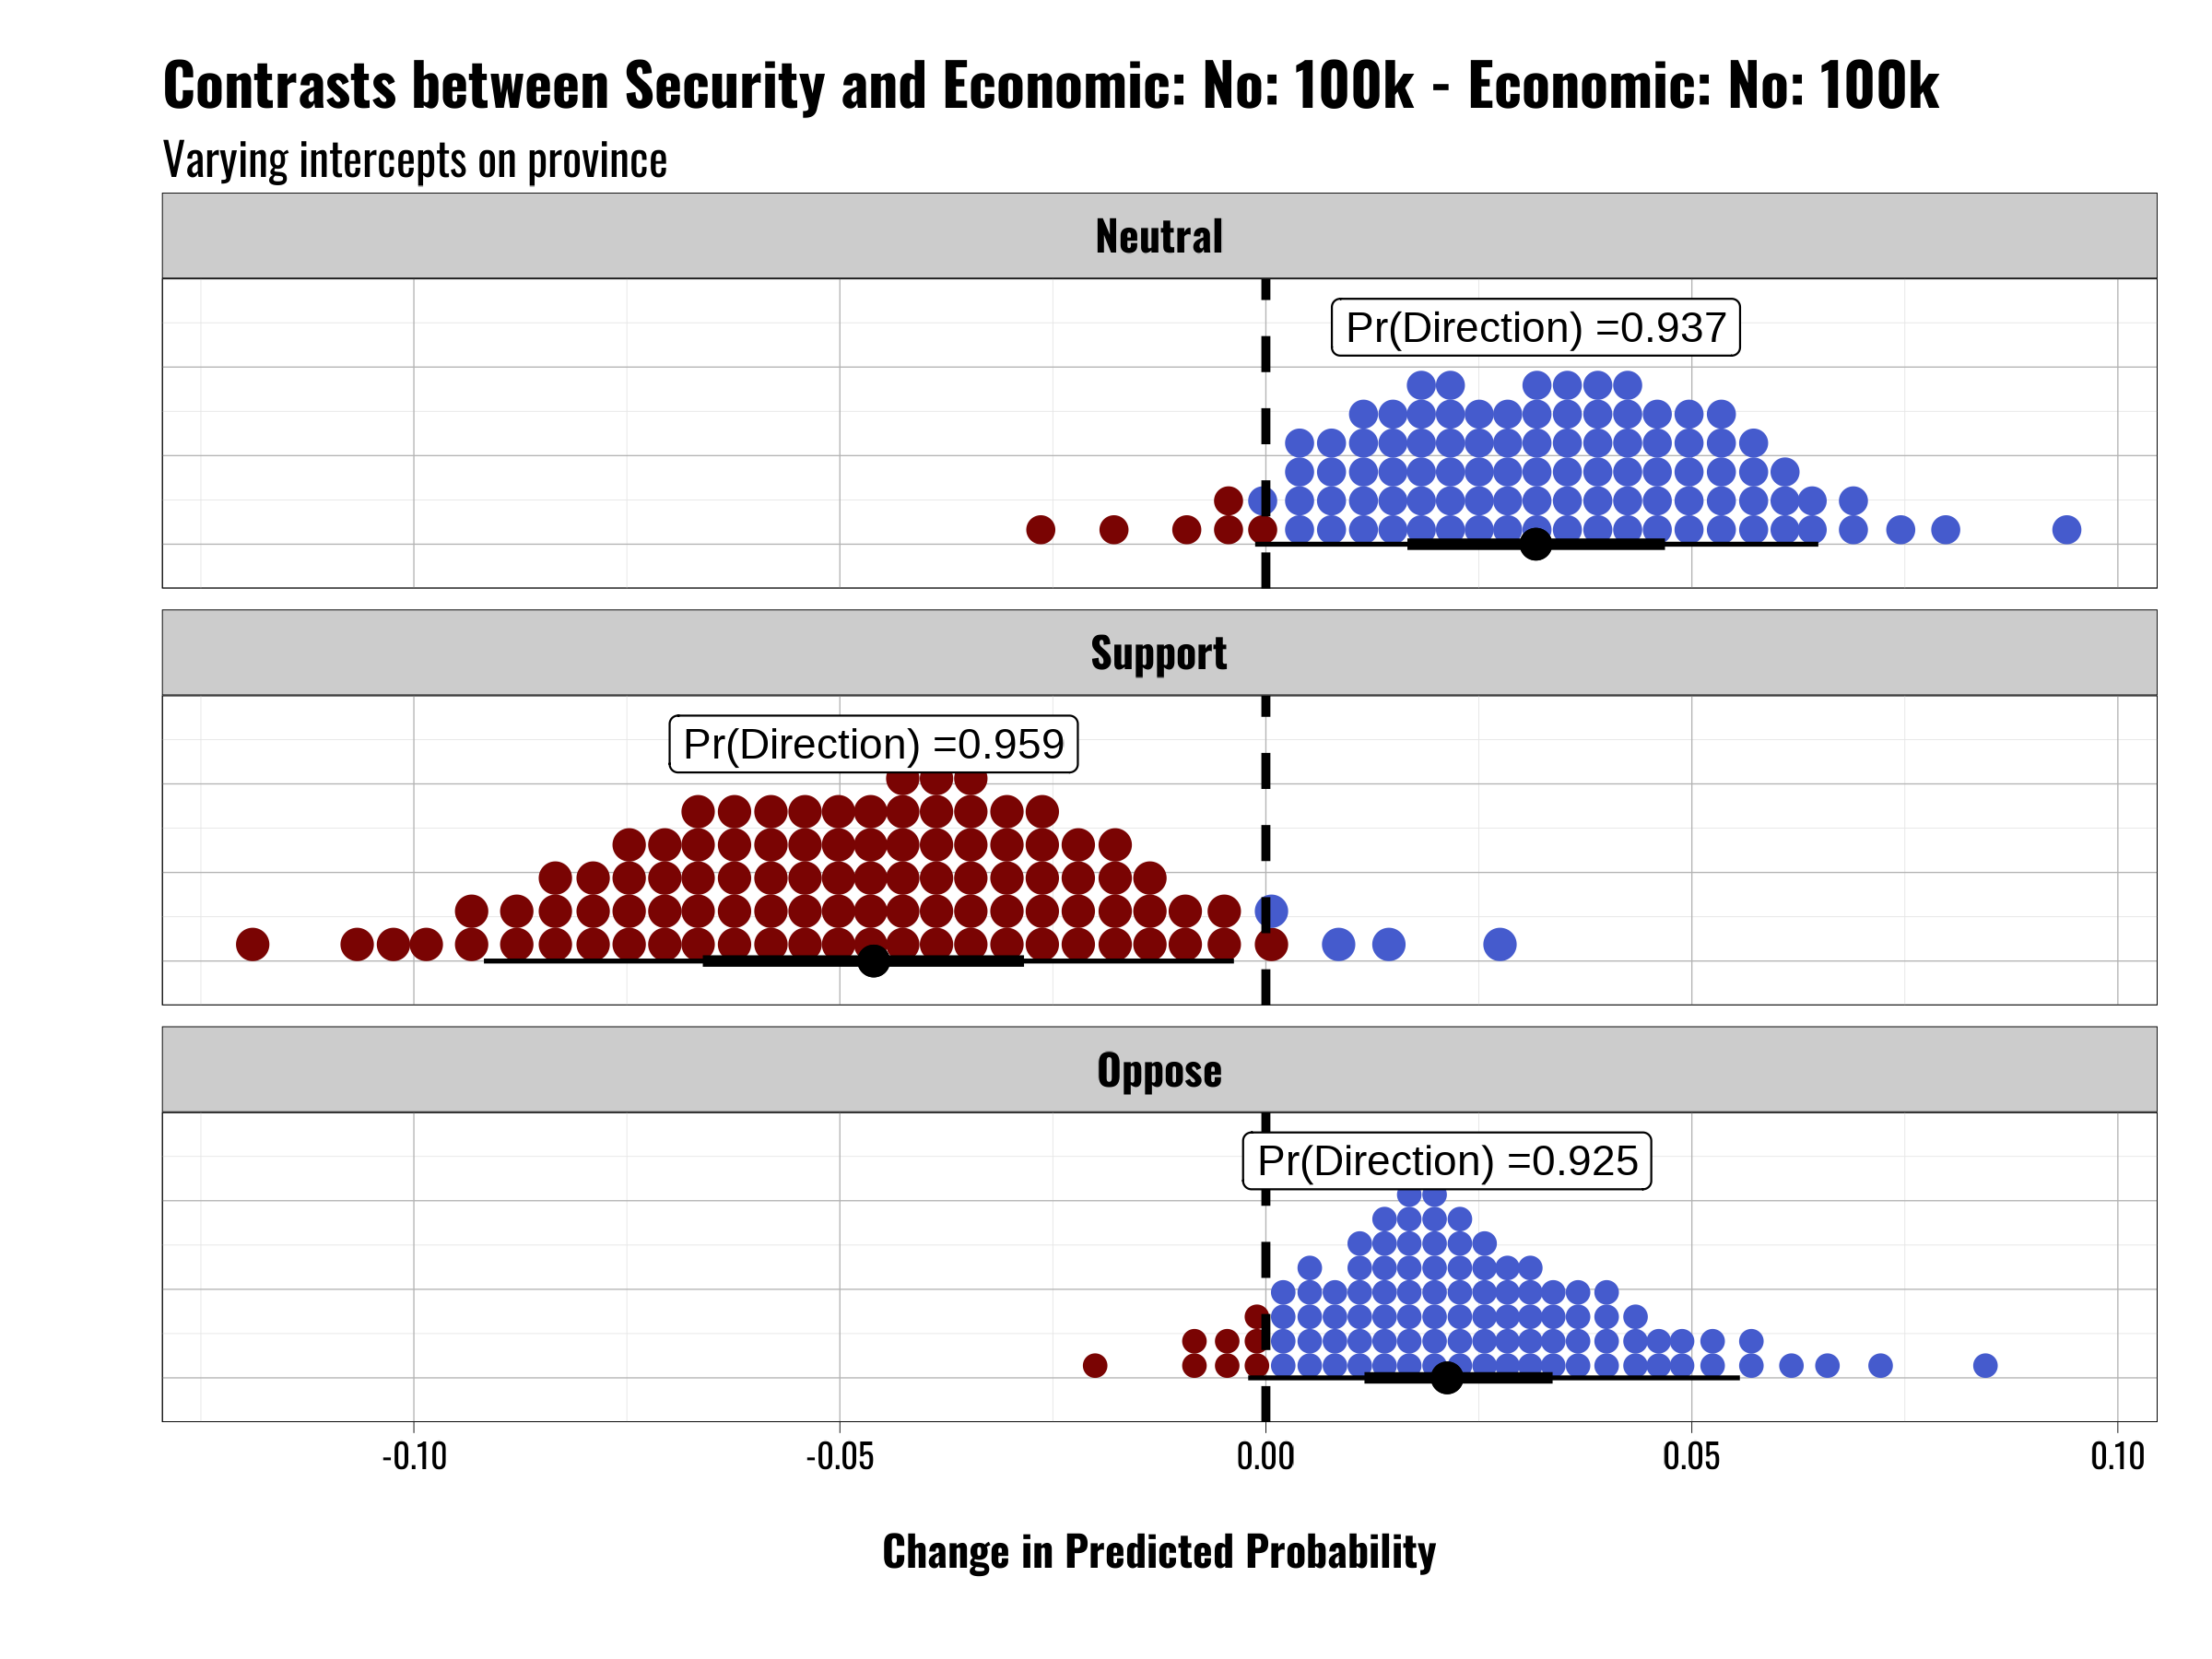 Contrasts between Security and Economic: No: 100k - Economic: No: 100k
Varying intercepts on province
Neutral
Pr(Direction) =0.937
Support
Pr(Direction) =0.959
Oppose
Pr(Direction) =0.925
-0.10 -0.05 0.00 0.05 0.10
Change in Predicted Probability